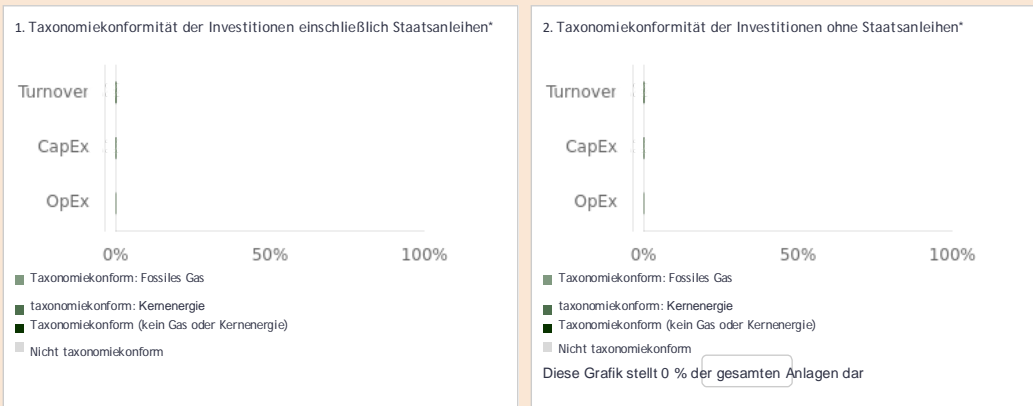 1. Taxonomiekonformität der Investitionen einschließlich Staatsanleihen*
Turnover
CapEx
OpEx
0% 50% 100%
Taxonomiekonform: Fossiles Gas
taxonomiekonform: Kernenergie
Taxonomiekonform (kein Gas oder Kernenergie)
Nicht taxonomiekonform
2. Taxonomiekonformität der Investitionen ohne Staatsanleihen*
Turnover
CapEx
OpEx
0% 50% 100%
Taxonomiekonform: Fossiles Gas
taxonomiekonform: Kernenergie
Taxonomiekonform (kein Gas oder Kernenergie)
Nicht taxonomiekonform
Diese Grafik stellt 0 % der gesamten Anlagen dar